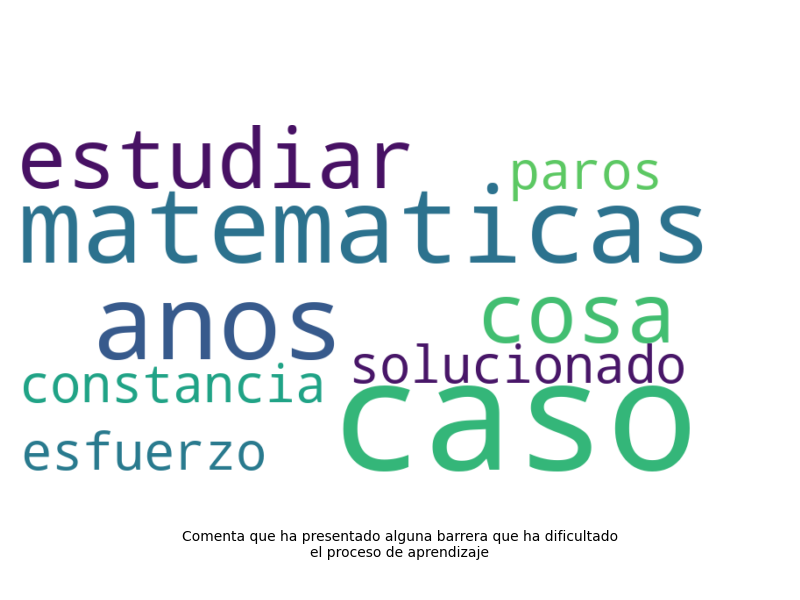 estudiar
paros
matematicas
anos
cosa
solucionado
constancia
caso
esfuerzo
Comenta que ha presentado alguna barrera que ha dificultado
el proceso de aprendizaje